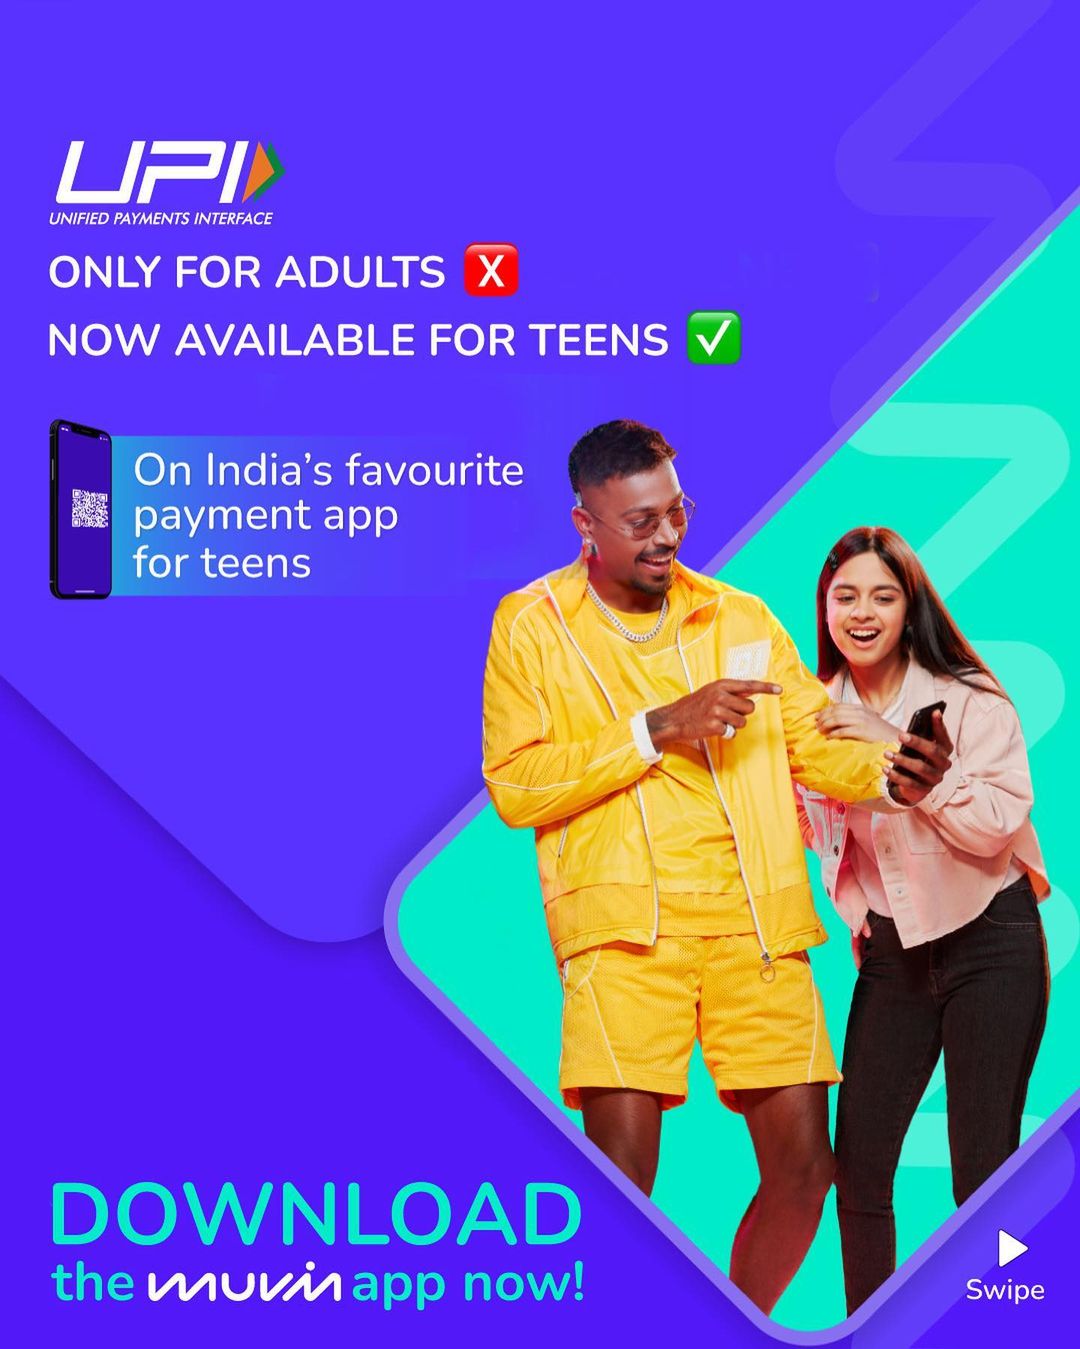 UPI
UNIFIED PAYMENTS INTERFACE
ONLY FOR ADULTS X
NOW AVAILABLE FOR TEENS ✓
On India's favourite
payment app
for teens
DOWNLOAD
the muvin app now!
Swipe